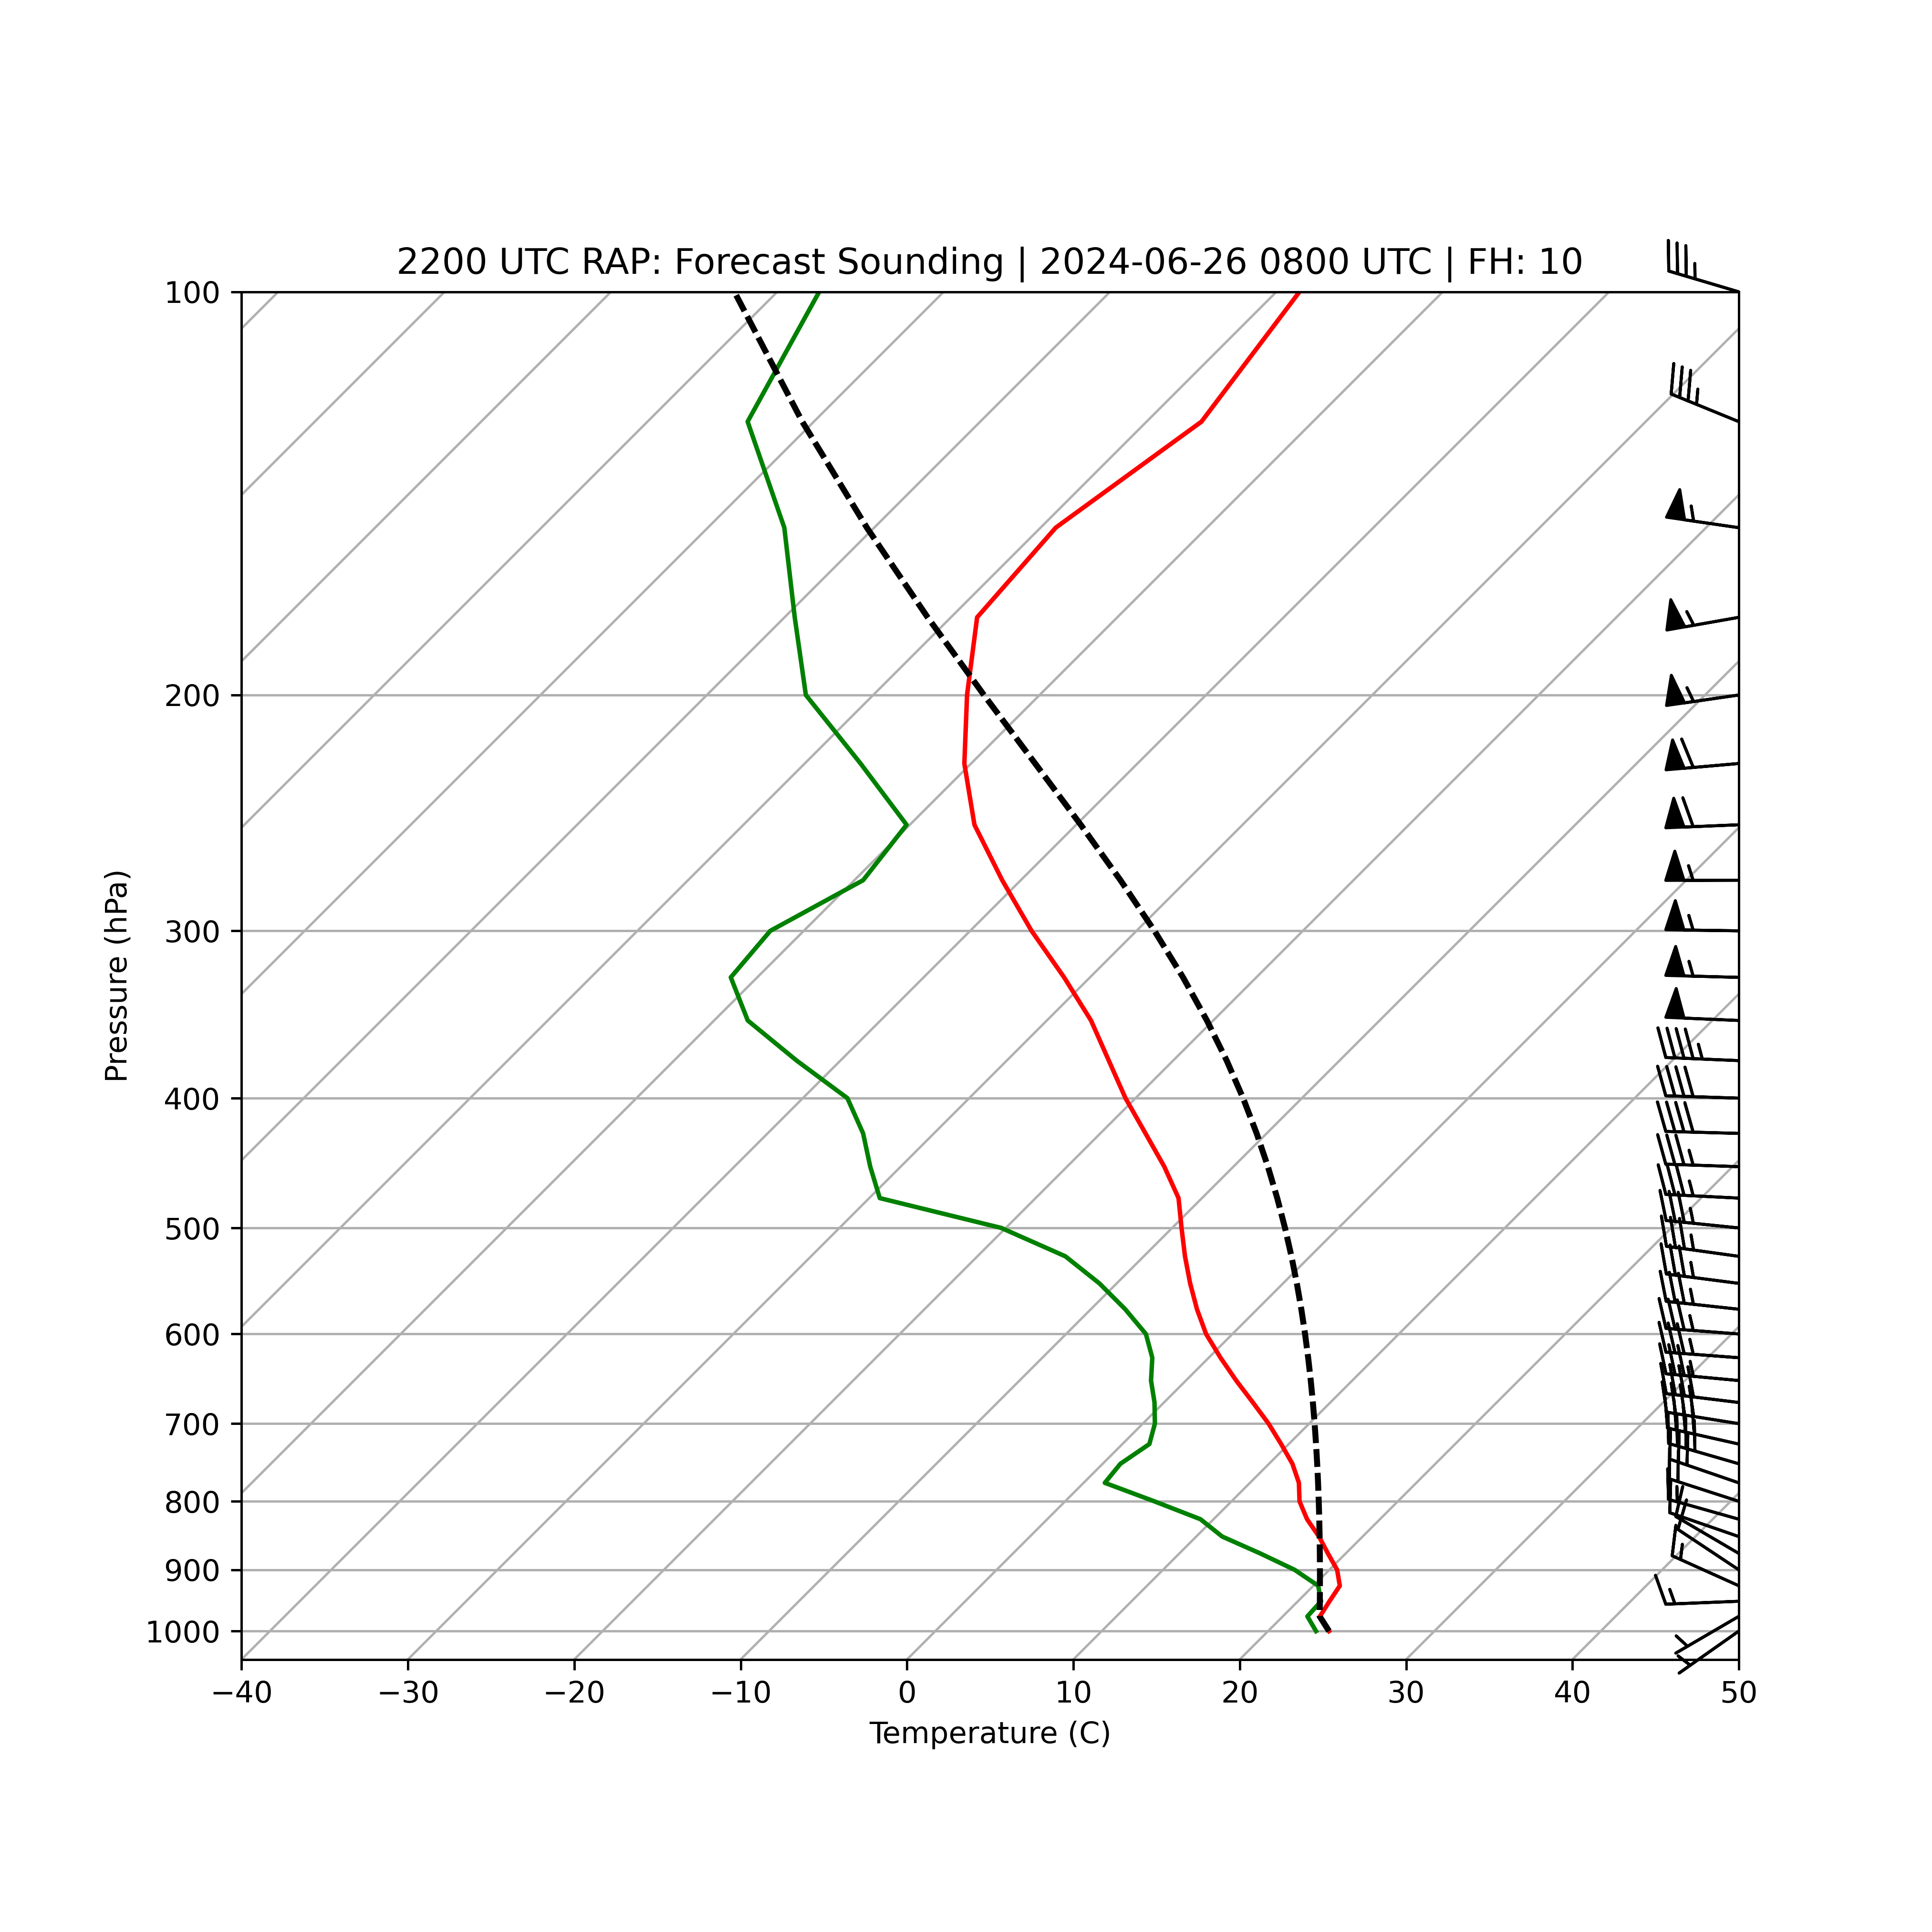 2200 UTC RAP: Forecast Sounding | 2024-06-26 0800 UTC | FH: 10
100
200
300
400
500
600
700
800
900
1000
Pressure (hPa)
−40 −30 −20 −10 0 10 20 30 40 50
Temperature (C)